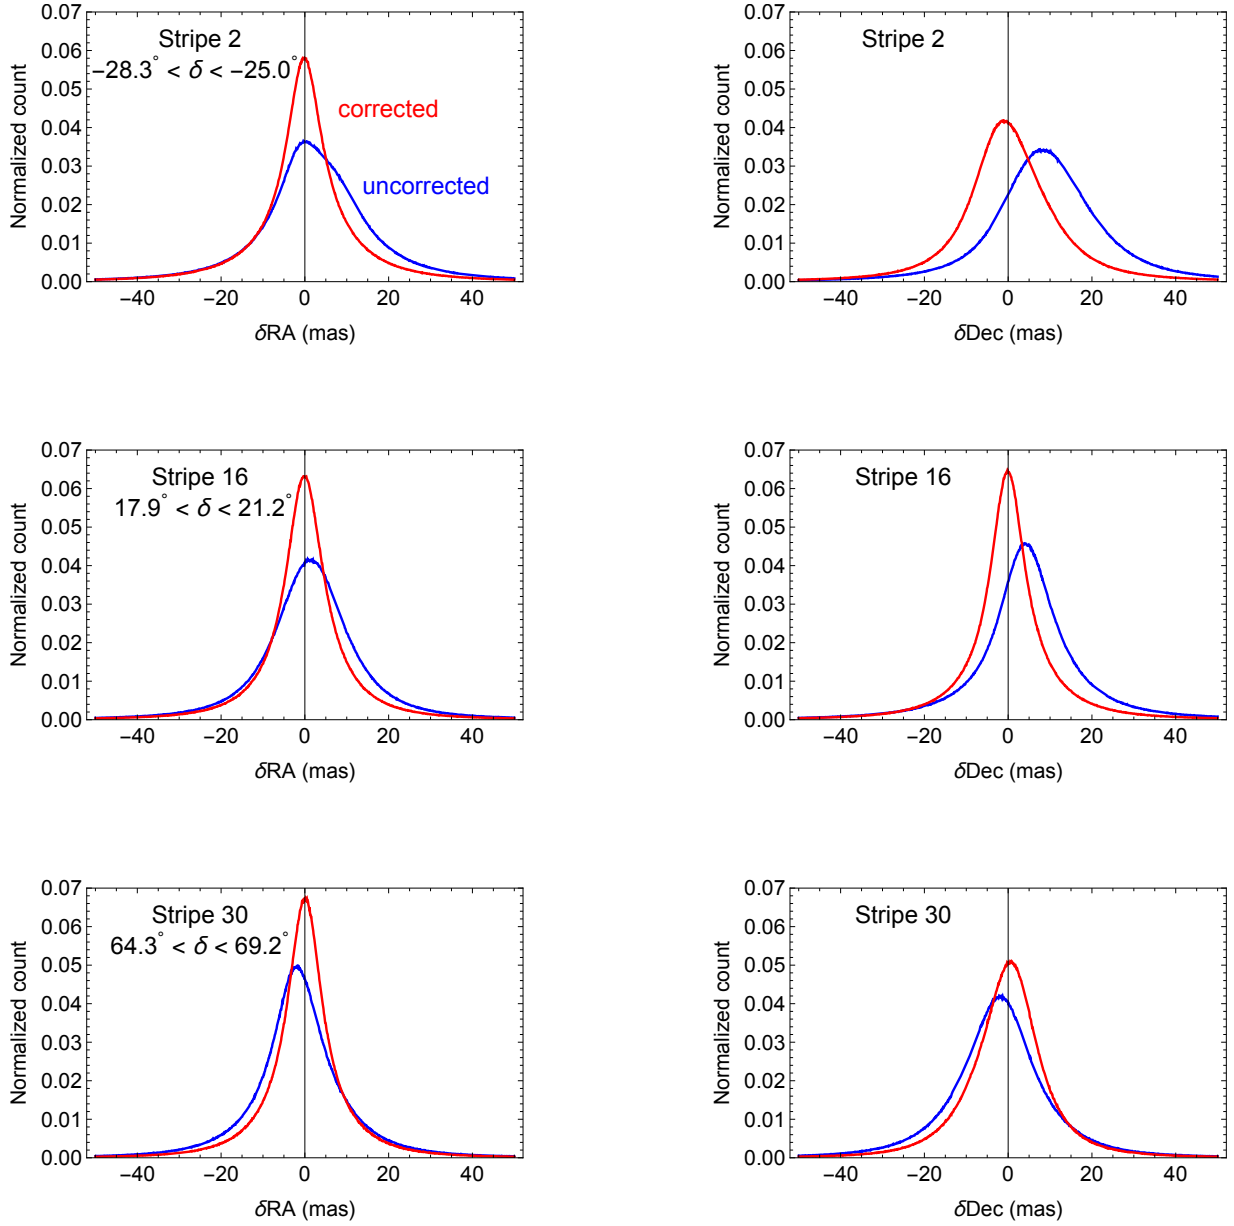 0.07
0.06
0.05
0.04
0.03
0.02
0.01
0.00
Normalized count
Stripe 2
−28.3° < δ < −25.0°
corrected
uncorrected
−40 −20 0 20 40
δRA (mas)
0.07
0.06
0.05
0.04
0.03
0.02
0.01
0.00
Normalized count
Stripe 2
−40 −20 0 20 40
δDec (mas)
0.07
0.06
0.05
0.04
0.03
0.02
0.01
0.00
Normalized count
Stripe 16
17.9° < δ < 21.2°
−40 −20 0 20 40
δRA (mas)
0.07
0.06
0.05
0.04
0.03
0.02
0.01
0.00
Normalized count
Stripe 16
−40 −20 0 20 40
δDec (mas)
0.07
0.06
0.05
0.04
0.03
0.02
0.01
0.00
Normalized count
Stripe 30
64.3° < δ < 69.2°
−40 −20 0 20 40
δRA (mas)
0.07
0.06
0.05
0.04
0.03
0.02
0.01
0.00
Normalized count
Stripe 30
−40 −20 0 20 40
δDec (mas)